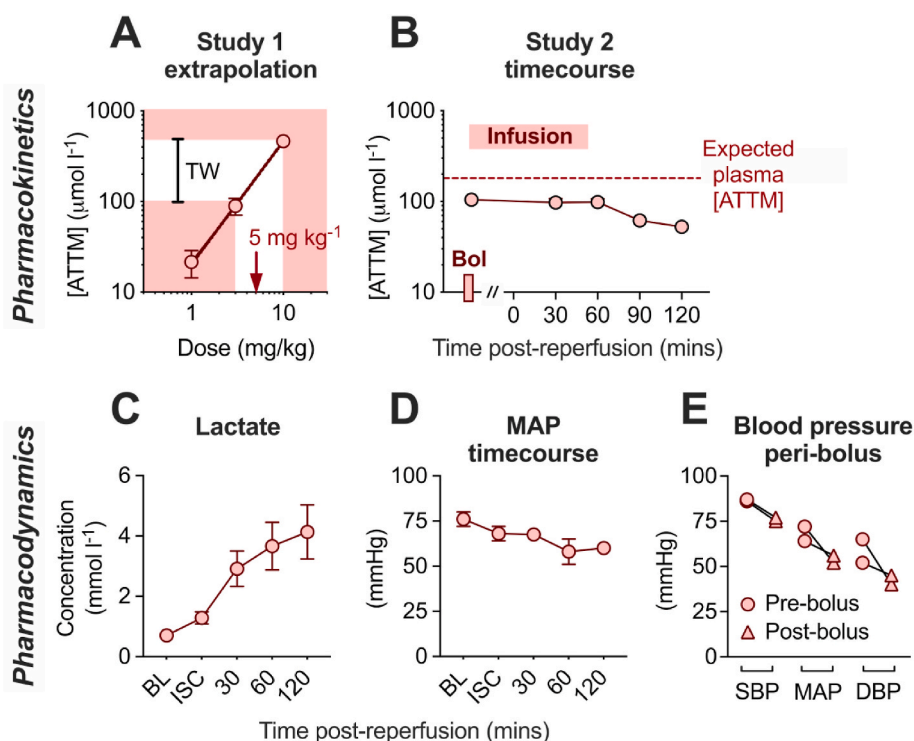 Pharmacokinetics
A
Study 1
extrapolation
[ATTM] (µmol l⁻¹)
1000
100
10
TW
5 mg kg⁻¹
1
10
Dose (mg/kg)
B
Study 2
timecourse
[ATTM] (µmol l⁻¹)
1000
100
10
Infusion
Expected
plasma
[ATTM]
Bol
//
0 30 60 90 120
Time post-reperfusion (mins)
Pharmacodynamics
C
Lactate
Concentration
(mmol l⁻¹)
6
4
2
0
BL ISC 30 60 120
D
MAP
timecourse
(mmHg)
100
75
50
25
0
BL ISC 30 60 120
Time post-reperfusion (mins)
E
Blood pressure
peri-bolus
(mmHg)
100
75
50
25
0
Pre-bolus
Post-bolus
SBP MAP DBP